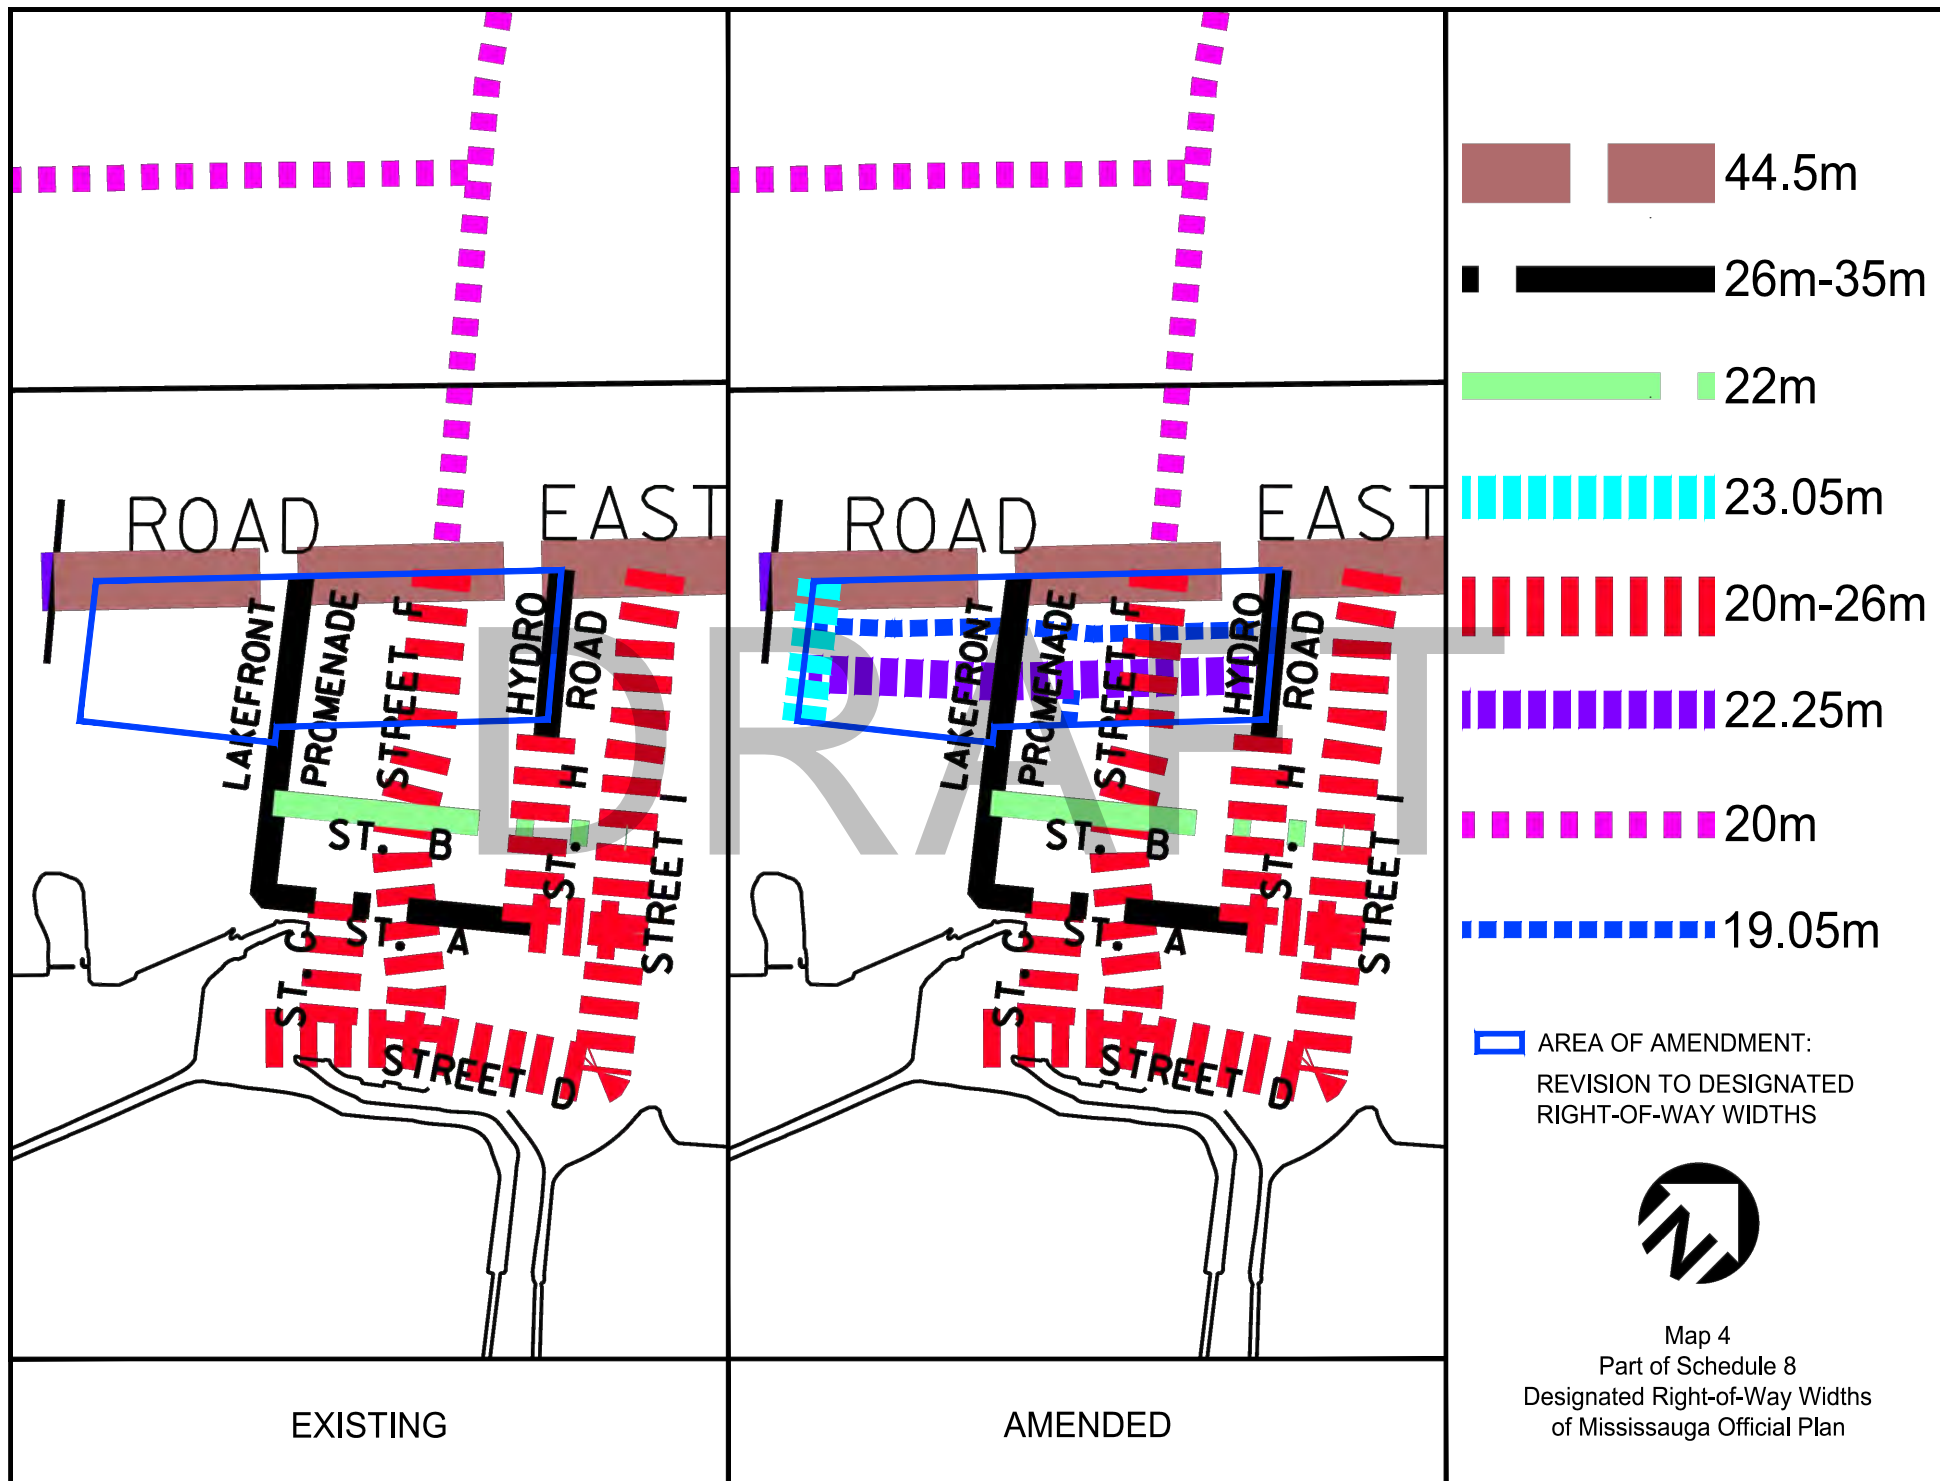 ROAD EAST
LAKEFRONT
PROMENADE
STREET F
HYDRO
ROAD
ST. H
STREET I
ST. B
ST. A
ST. G
STREET D
EXISTING
ROAD EAST
LAKEFRONT
PROMENADE
STREET F
HYDRO
ROAD
ST. H
STREET I
ST. B
ST. A
ST. G
STREET D
AMENDED
DRAFT
44.5m
26m-35m
22m
23.05m
20m-26m
22.25m
20m
19.05m
AREA OF AMENDMENT:
REVISION TO DESIGNATED
RIGHT-OF-WAY WIDTHS
N
Map 4
Part of Schedule 8
Designated Right-of-Way Widths
of Mississauga Official Plan